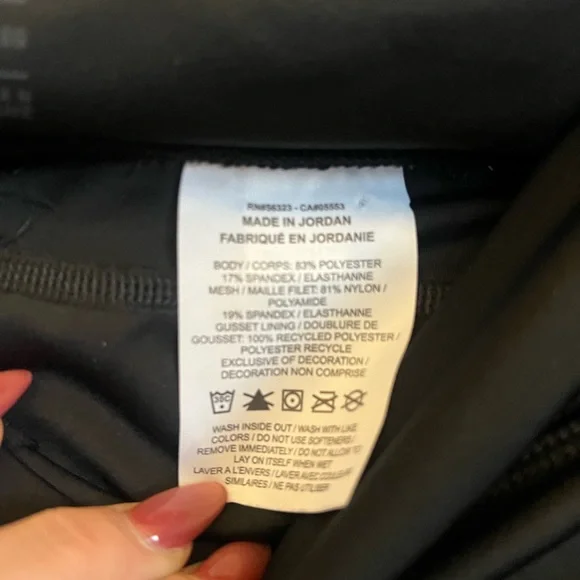 RN#56323 - CA#05553
MADE IN JORDAN
FABRIQUÉ EN JORDANIE
BODY / CORPS: 83% POLYESTER
17% SPANDEX / ELASTHANNE
MESH / MAILLE FILET: 81% NYLON /
POLYAMIDE
19% SPANDEX / ELASTHANNE
GUSSET LINING / DOUBLURE DE
GOUSSET: 100% RECYCLED POLYESTER /
POLYESTER RECYCLE
EXCLUSIVE OF DECORATION /
DECORATION NON COMPRISE
30C
WASH INSIDE OUT / WASH WITH LIKE
COLORS / DO NOT USE SOFTENERS /
REMOVE IMMEDIATELY / DO NOT ALLOW TO
LAY ON ITSELF WHEN WET
LAVER A L'ENVERS / LAVER AVEC COULEURS
SIMILAIRES / NE PAS UTILISER